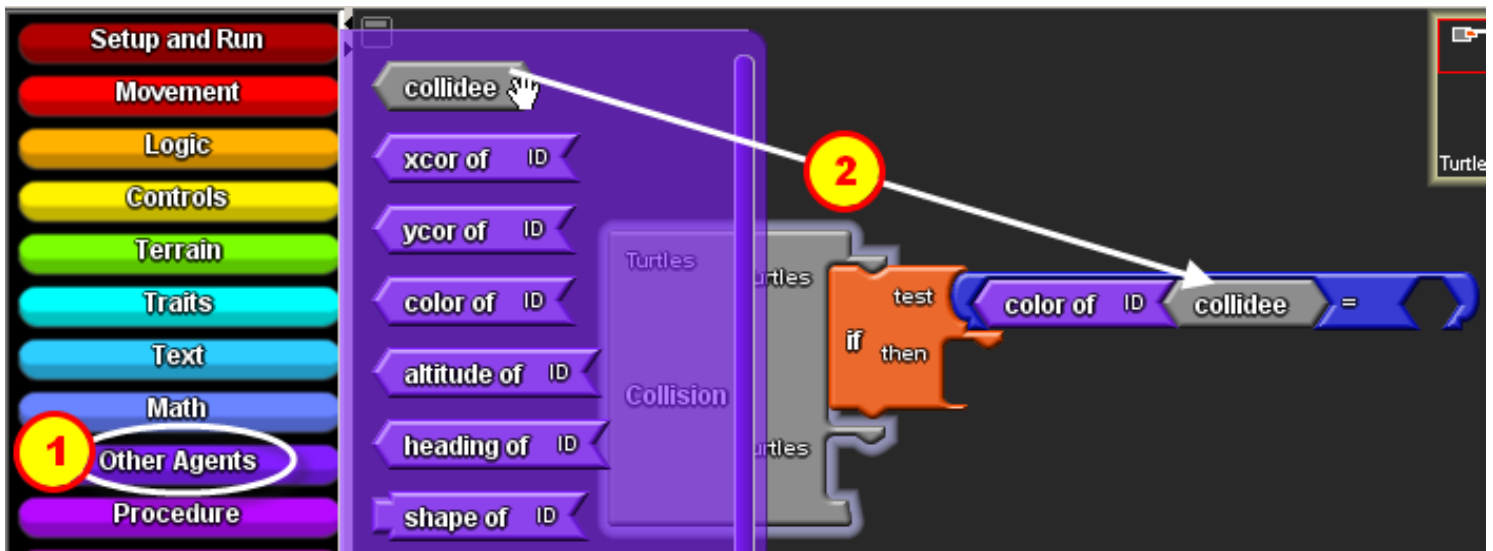 Setup and Run
Movement
Logic
Controls
Terrain
Traits
Text
Math
1
Other Agents
Procedure
collidee
xcor of ID
ycor of ID
color of ID
altitude of ID
heading of ID
shape of ID
Turtles
Collision
urtles
urtles
2
if
test
then
color of ID collidee =
Turtle